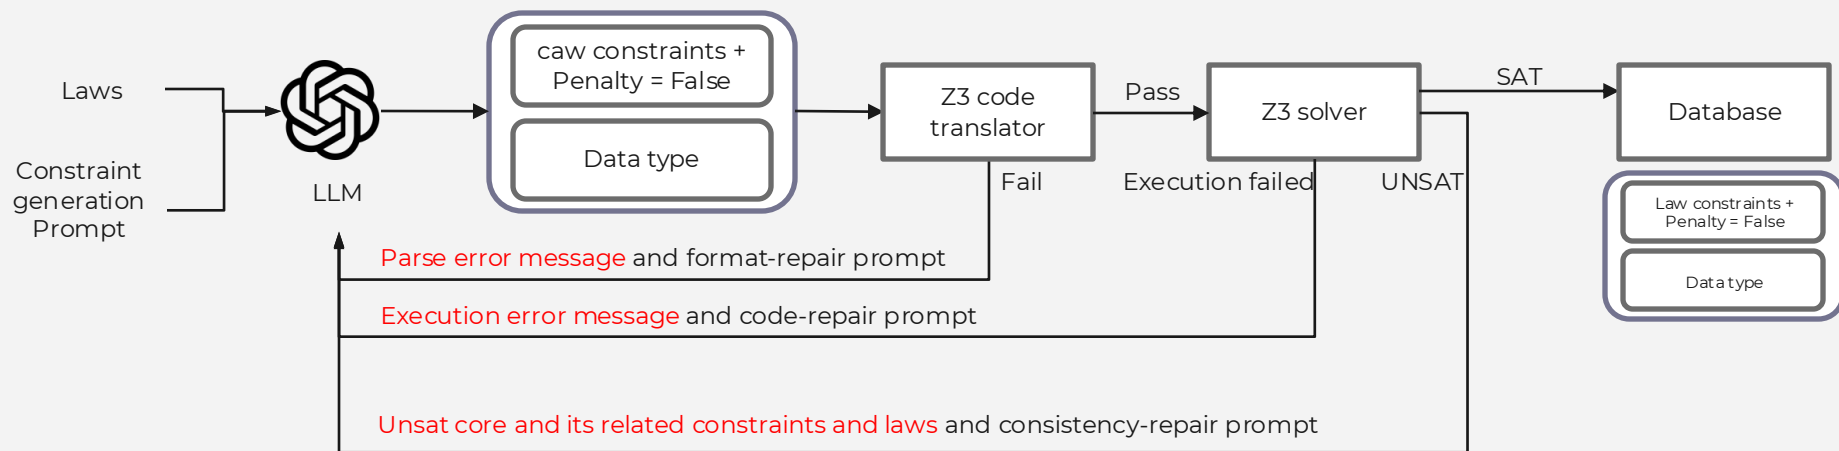 Laws
Constraint
generation
Prompt
LLM
caw constraints +
Penalty = False
Data type
Z3 code
translator
Pass
Fail
Z3 solver
Execution failed
SAT
UNSAT
Database
Law constraints +
Penalty = False
Data type
Parse error message and format-repair prompt
Execution error message and code-repair prompt
Unsat core and its related constraints and laws and consistency-repair prompt